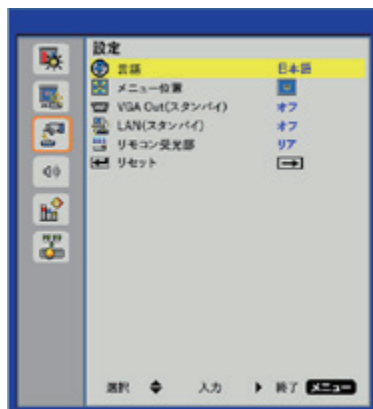 設定
言語 日本語
メニュー位置
VGA Out(スタンバイ) オフ
LAN(スタンバイ) オフ
リモコン受光部 リア
リセット
選択 入力 終了 メニュー